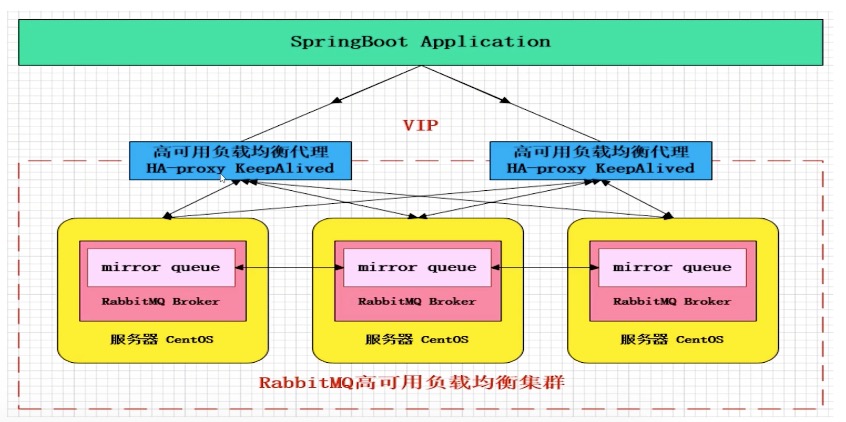 SpringBoot Application
VIP
高可用负载均衡代理
HA-proxy KeepAlived
高可用负载均衡代理
HA-proxy KeepAlived
mirror queue
RabbitMQ Broker
服务器 CentOS
mirror queue
RabbitMQ Broker
服务器 CentOS
mirror queue
RabbitMQ Broker
服务器 CentOS
RabbitMQ高可用负载均衡集群